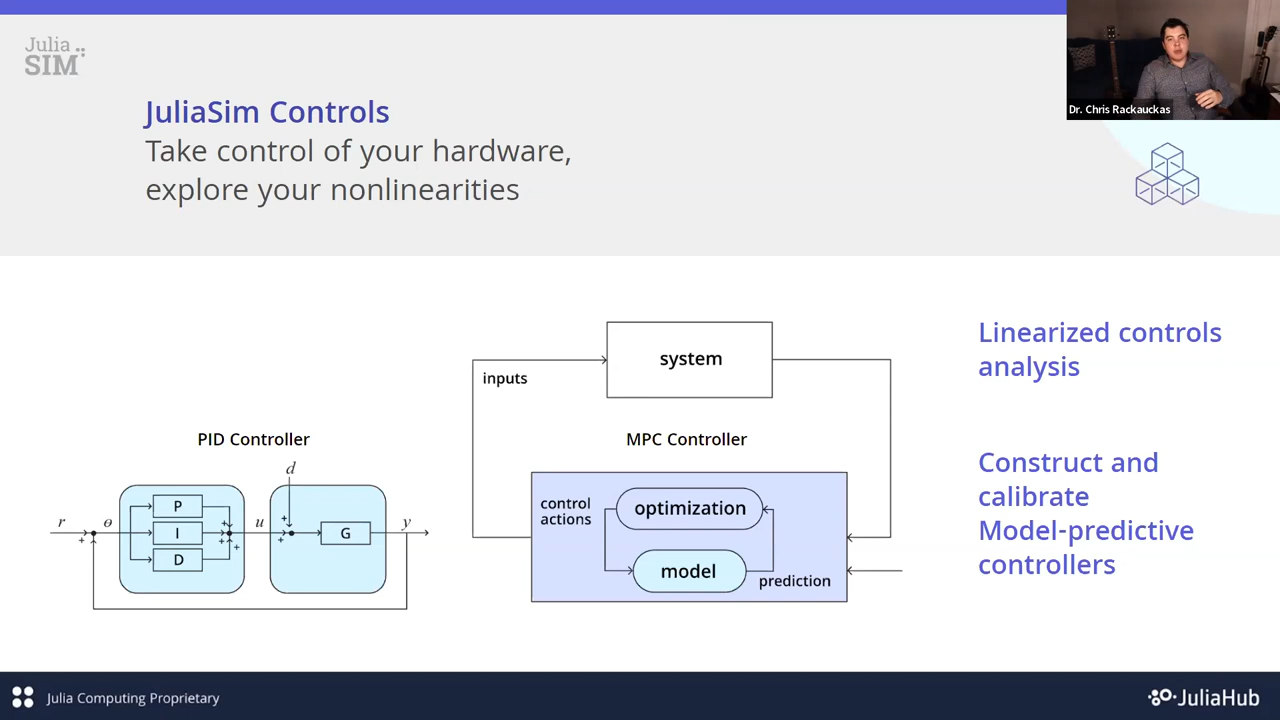 Julia
SIM
Dr. Chris Rackauckas
JuliaSim Controls
Take control of your hardware,
explore your nonlinearities
PID Controller
d
r
ө
P
I
D
+
+
+
+
u
+
+
G
y
system
inputs
MPC Controller
control
actions
optimization
model
prediction
Linearized controls
analysis
Construct and
calibrate
Model-predictive
controllers
Julia Computing Proprietary
JuliaHub